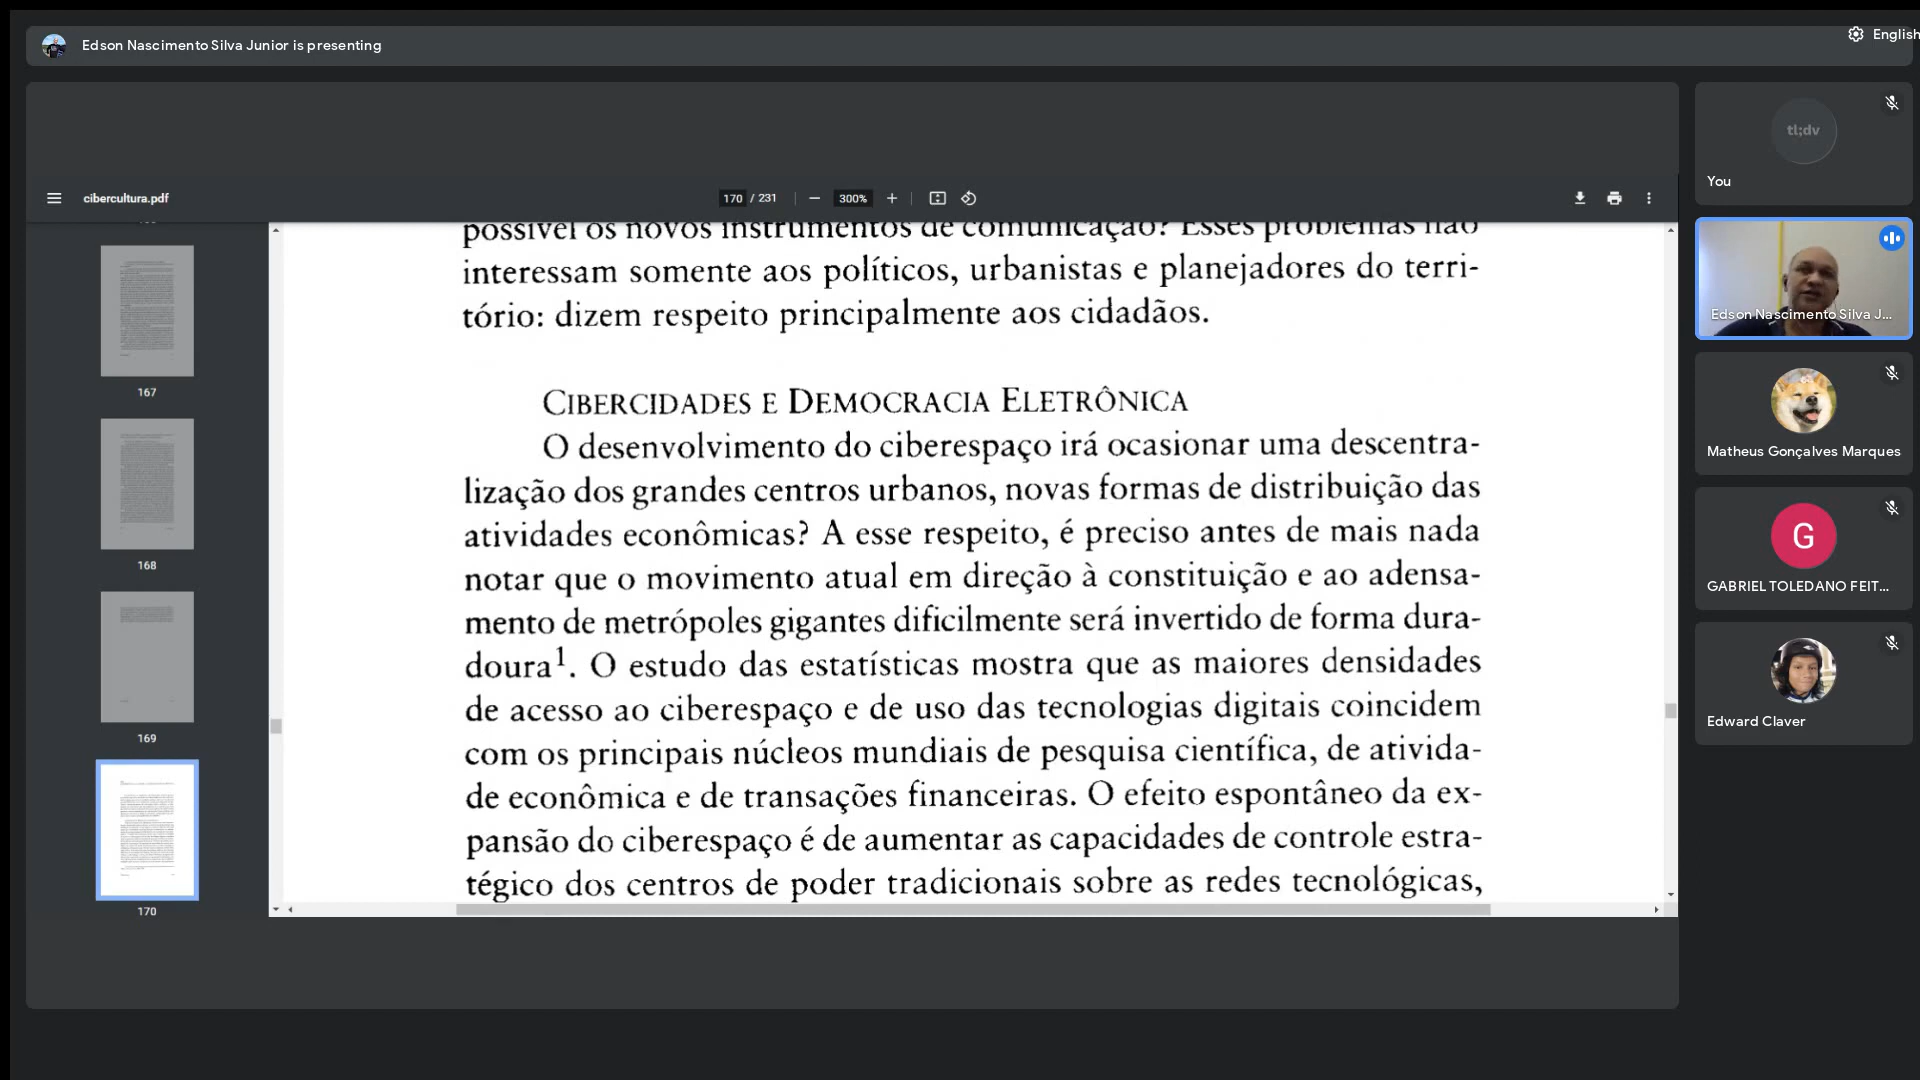 Edson Nascimento Silva Junior is presenting
English
cibercultura.pdf
170 / 231
300%
167
168
169
170
possível os novos instrumentos de comunicação? Esses problemas não
interessam somente aos políticos, urbanistas e planejadores do terri-
tório: dizem respeito principalmente aos cidadãos.
CIBERCIDADES E DEMOCRACIA ELETRÔNICA
O desenvolvimento do ciberespaço irá ocasionar uma descentra-
lização dos grandes centros urbanos, novas formas de distribuição das
atividades econômicas? A esse respeito, é preciso antes de mais nada
notar que o movimento atual em direção à constituição e ao adensa-
mento de metrópoles gigantes dificilmente será invertido de forma dura-
doura¹. O estudo das estatísticas mostra que as maiores densidades
de acesso ao ciberespaço e de uso das tecnologias digitais coincidem
com os principais núcleos mundiais de pesquisa científica, de ativida-
de econômica e de transações financeiras. O efeito espontâneo da ex-
pansão do ciberespaço é de aumentar as capacidades de controle estra-
tégico dos centros de poder tradicionais sobre as redes tecnológicas,
tl;dv
You
Edson Nascimento Silva J...
Matheus Gonçalves Marques
G
GABRIEL TOLEDANO FEIT...
Edward Claver